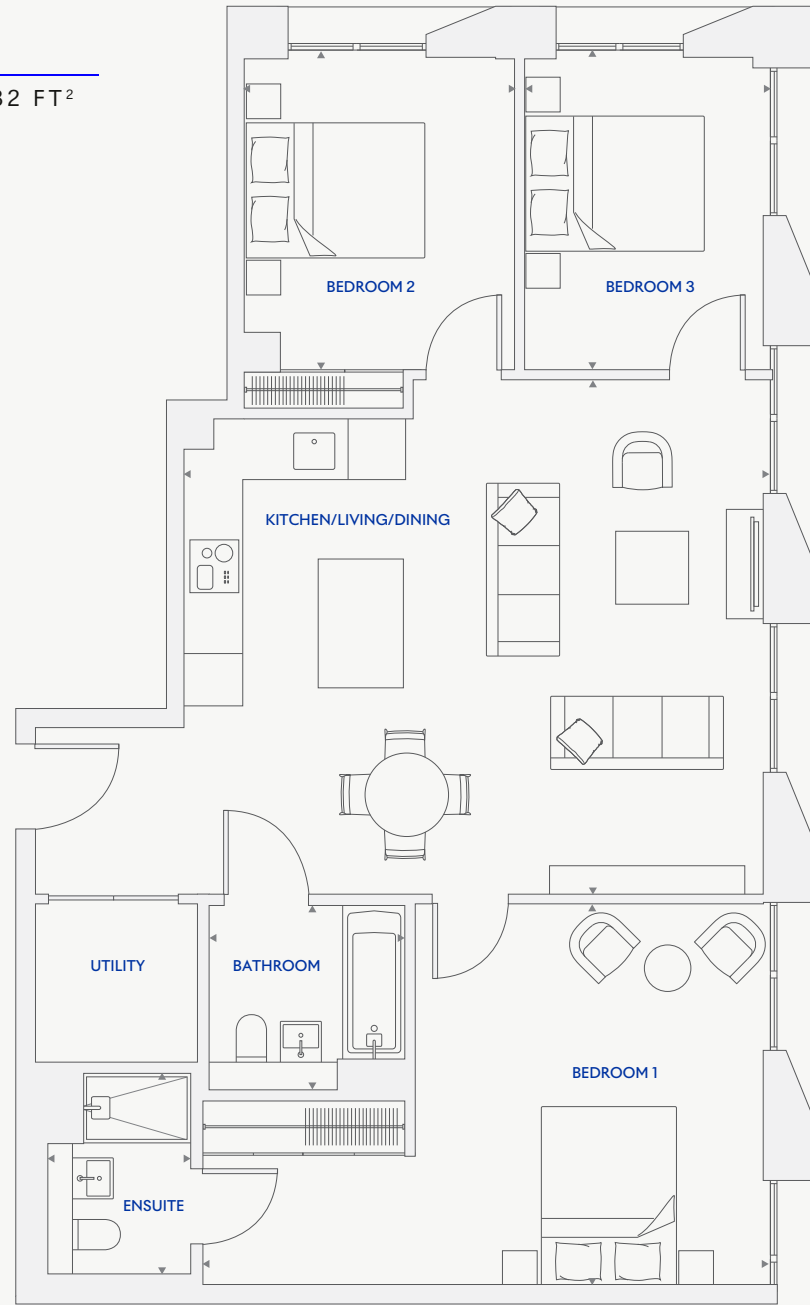 32 FT²
BEDROOM 2
BEDROOM 3
KITCHEN/LIVING/DINING
UTILITY
BATHROOM
BEDROOM 1
ENSUITE